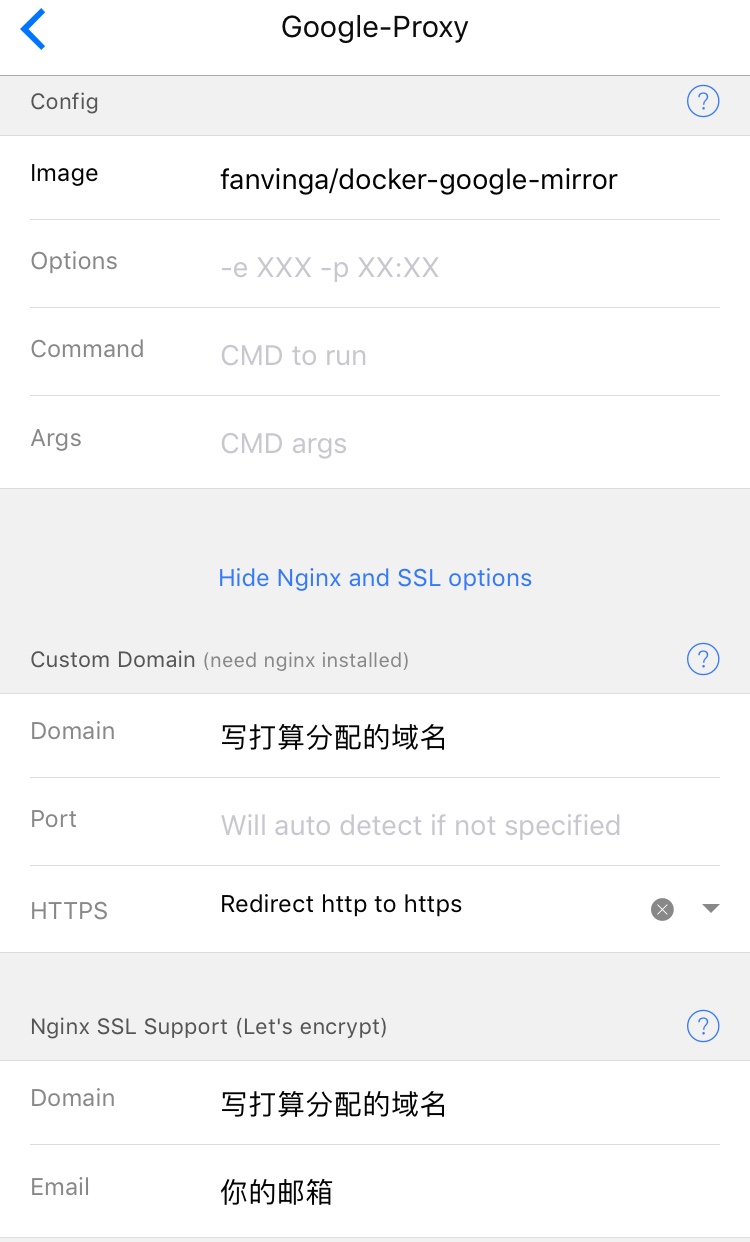 Google-Proxy
Config ?
Image fanvinga/docker-google-mirror
Options -e XXX -p XX:XX
Command CMD to run
Args CMD args
Hide Nginx and SSL options
Custom Domain (need nginx installed) ?
Domain 写打算分配的域名
Port Will auto detect if not specified
HTTPS Redirect http to https
Nginx SSL Support (Let's encrypt) ?
Domain 写打算分配的域名
Email 你的邮箱